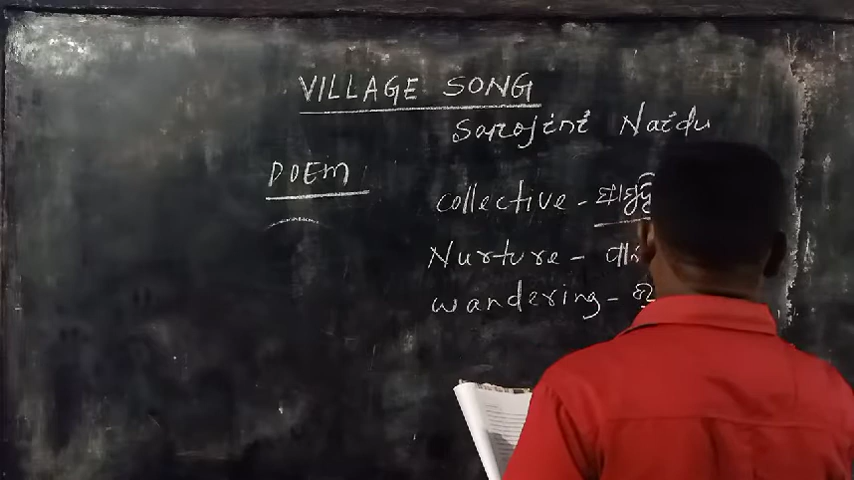 VILLAGE SONG
Sarojini Naidu
POEM
collective -
Nurture -
wandering -